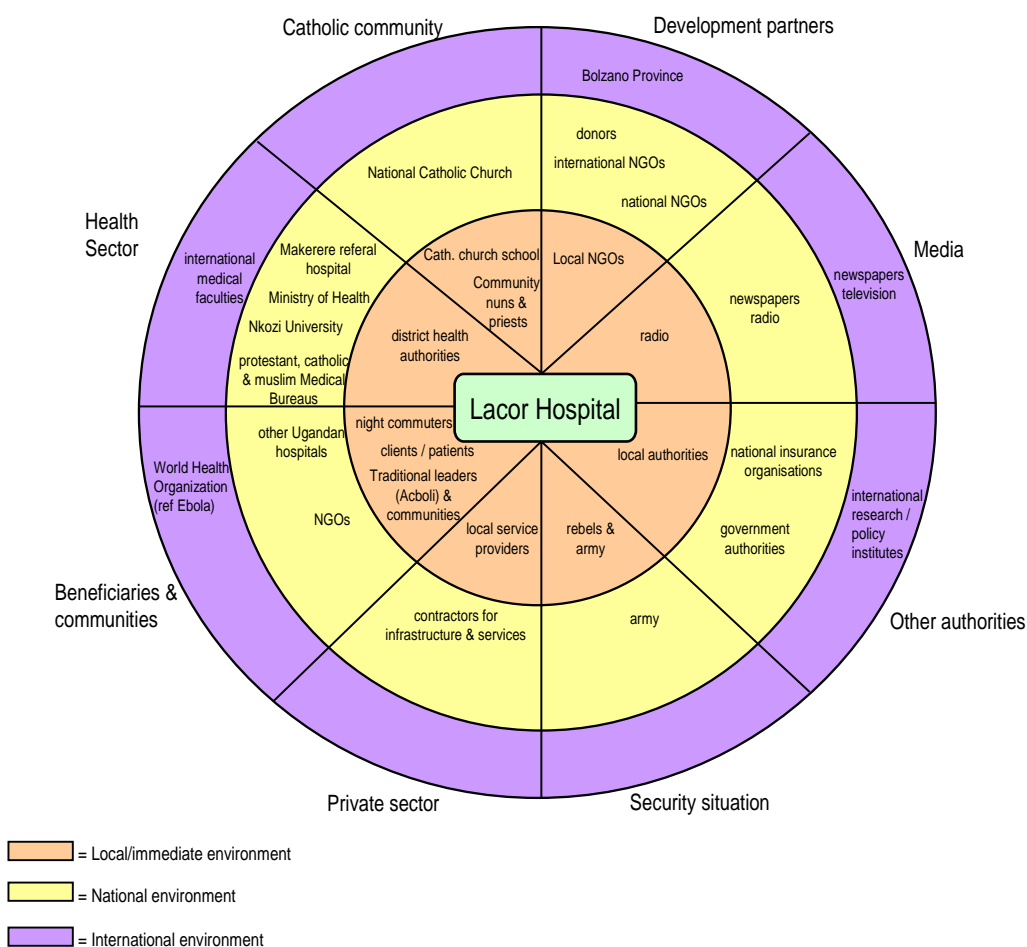 Catholic community
Development partners
Bolzano Province
donors
international NGOs
national NGOs
National Catholic Church
Health
Sector
Makerere referal
hospital
Ministry of Health
Nkozi University
protestant, catholic
& muslim Medical
Bureaus
international
medical
faculties
Cath. church school
Community
nuns &
priests
Local NGOs
district health
authorities
radio
newspapers
radio
newspapers
television
Media
Lacor Hospital
night commuters
clients / patients
Traditional leaders
(Acboli) &
communities
other Ugandan
hospitals
NGOs
World Health
Organization
(ref Ebola)
Beneficiaries &
communities
local service
providers
rebels &
army
local authorities
national insurance
organisations
government
authorities
international
research /
policy
institutes
Other authorities
contractors for
infrastructure & services
army
Private sector
Security situation
= Local/immediate environment
= National environment
= International environment